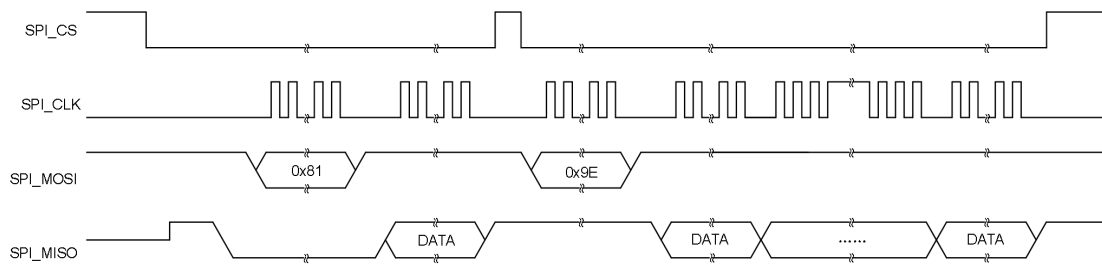 SPI_CS
SPI_CLK
SPI_MOSI
0x81
0x9E
SPI_MISO
DATA
DATA
......
DATA